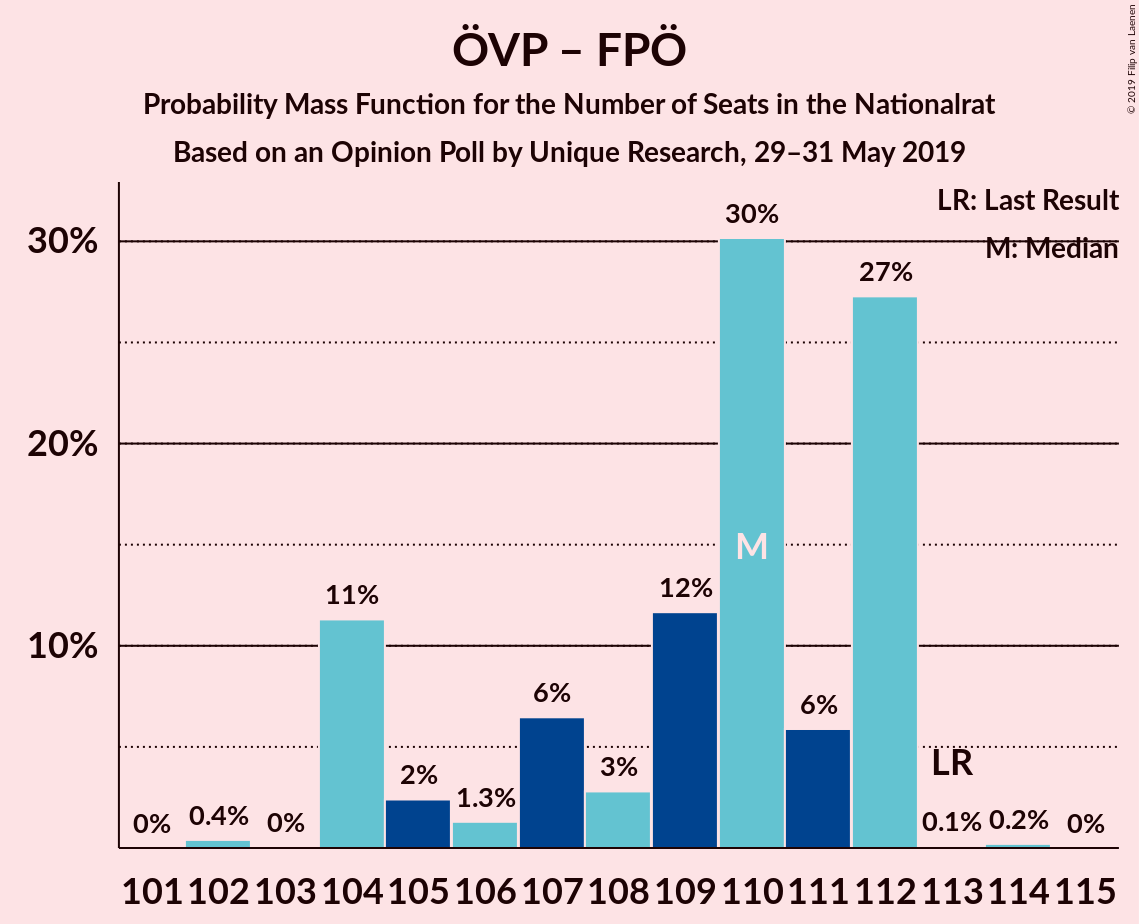 ÖVP – FPÖ
Probability Mass Function for the Number of Seats in the Nationalrat
Based on an Opinion Poll by Unique Research, 29–31 May 2019
© 2019 Filip van Laenen
LR: Last Result
M: Median
30%
20%
10%
0%
0.4%
0%
11%
2%
1.3%
6%
3%
12%
30%
6%
27%
0.1%
0.2%
0%
M
LR
101 102 103 104 105 106 107 108 109 110 111 112 113 114 115